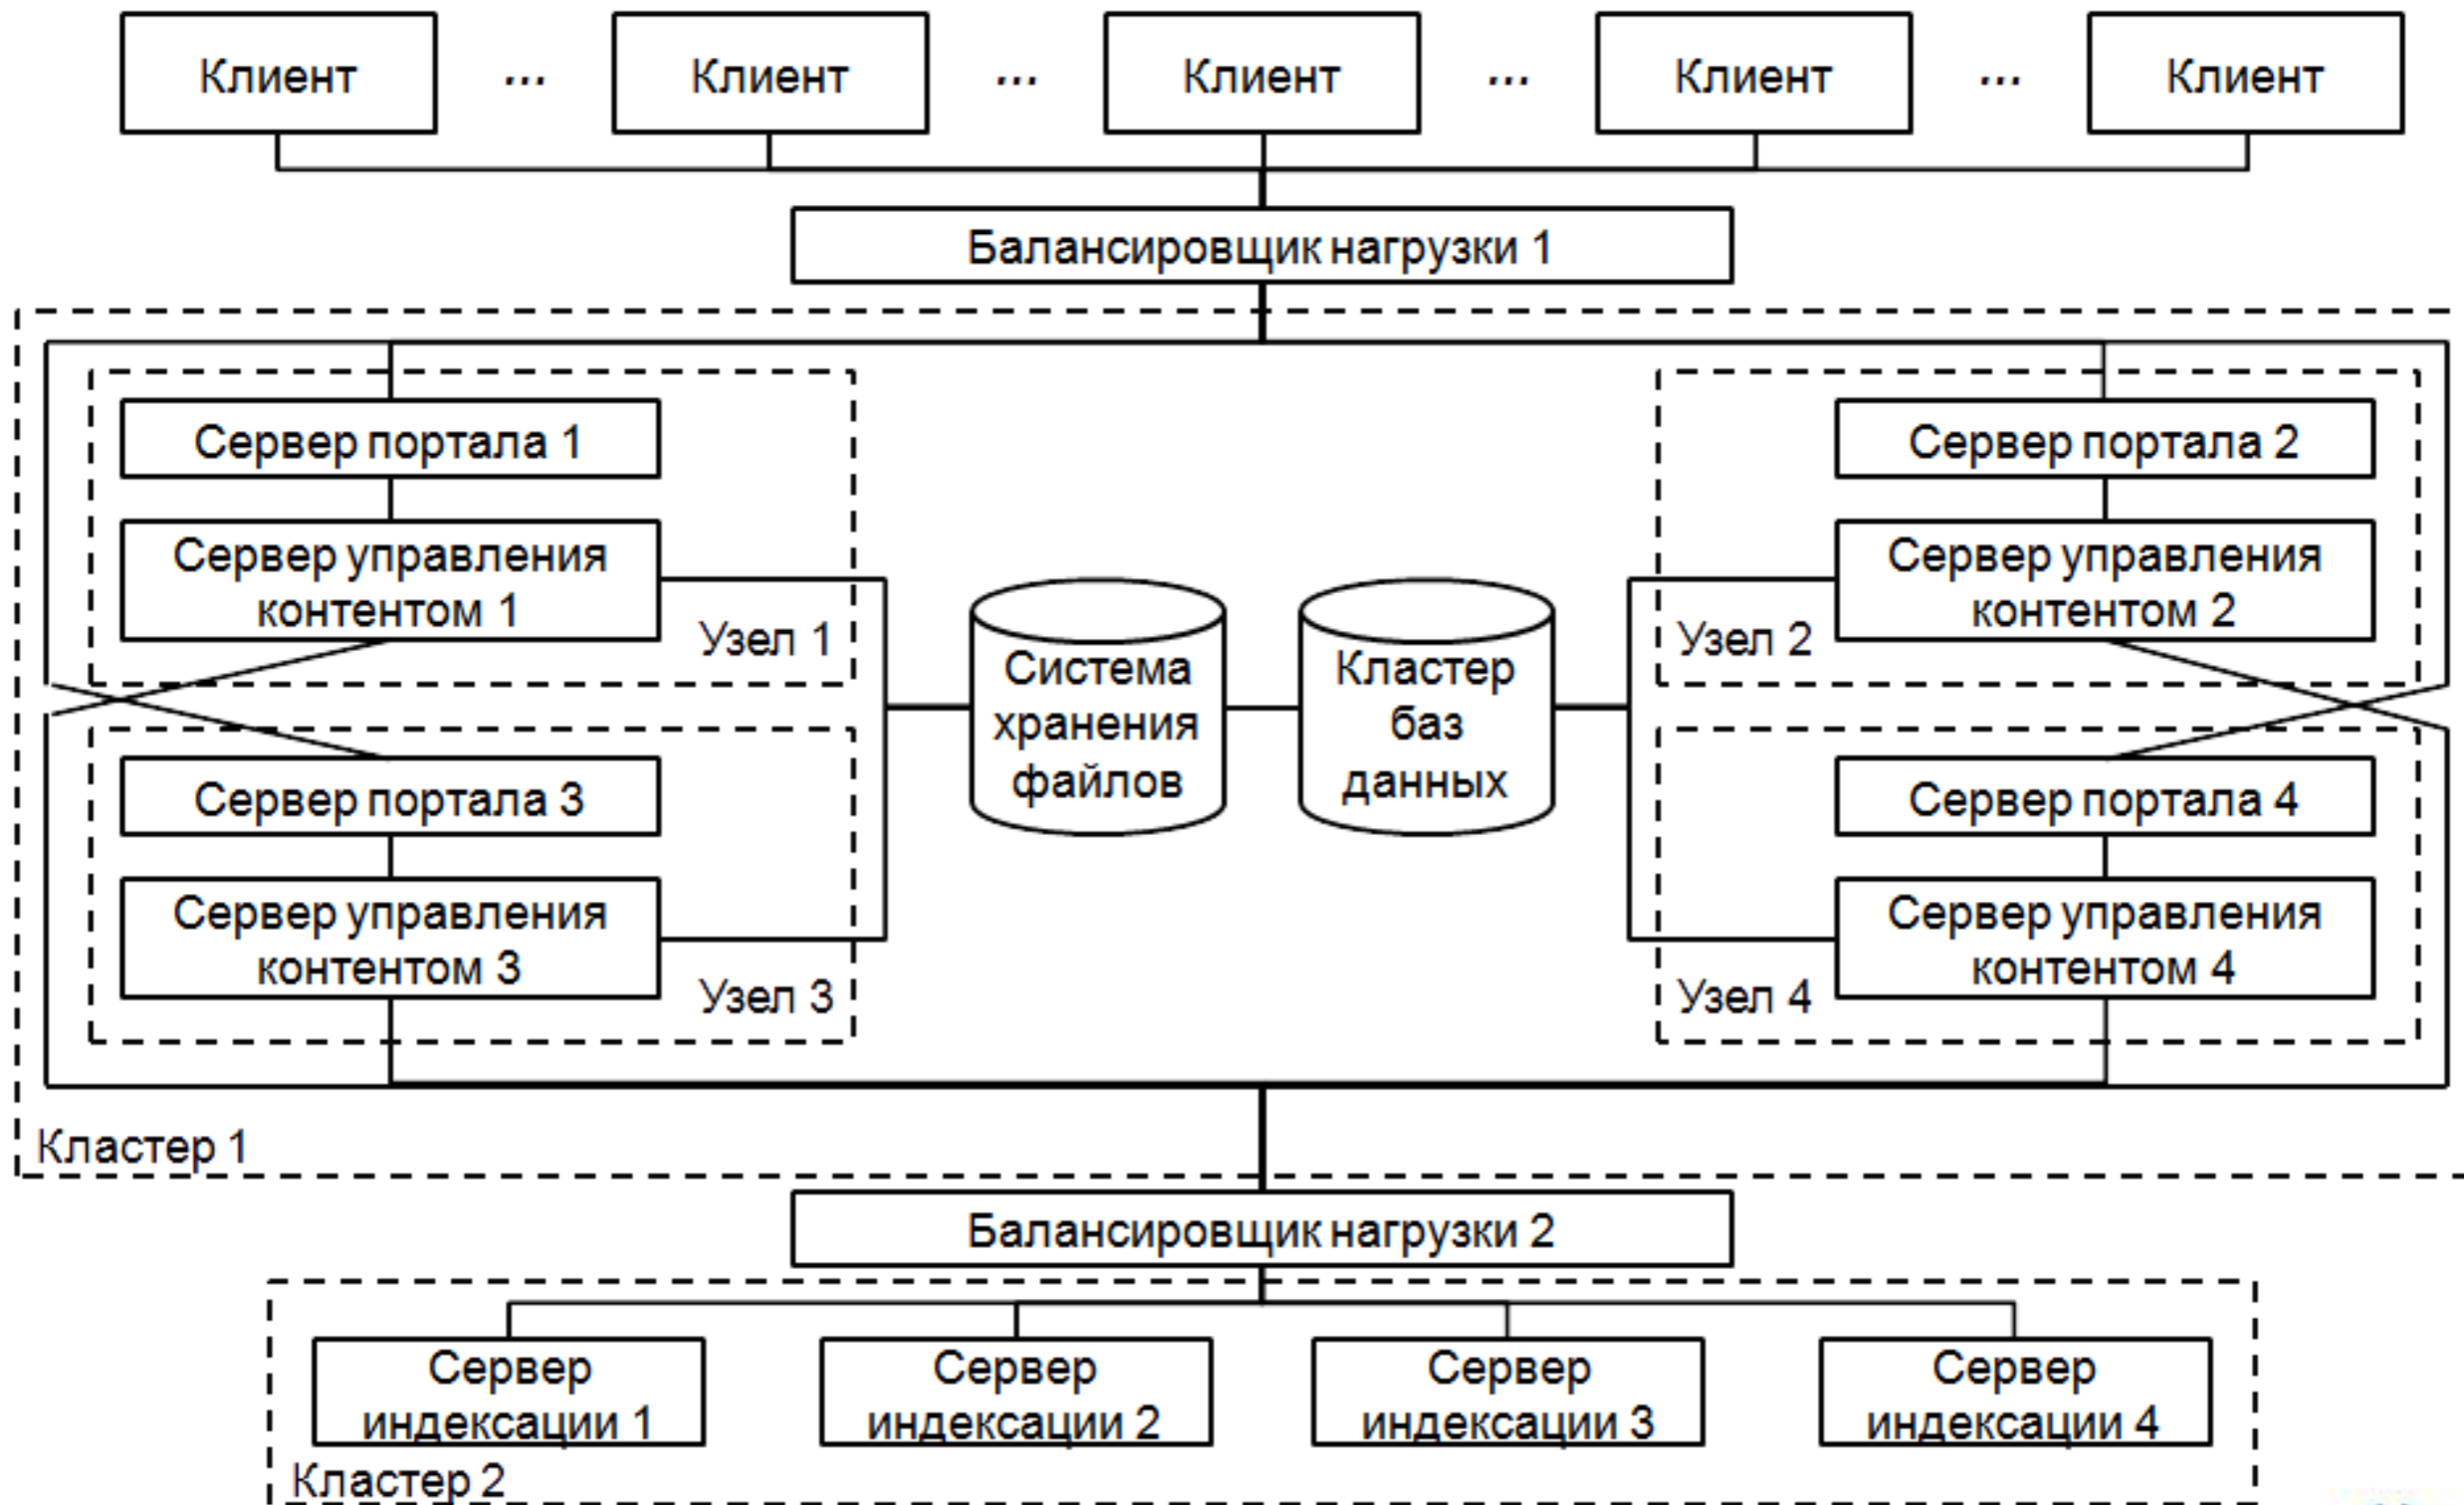 Клиент ... Клиент ... Клиент ... Клиент ... Клиент
Балансировщик нагрузки 1
Сервер портала 1
Сервер управления
контентом 1
Узел 1
Сервер портала 2
Сервер управления
контентом 2
Узел 2
Система
хранения
файлов
Кластер
баз
данных
Сервер портала 3
Сервер управления
контентом 3
Узел 3
Сервер портала 4
Сервер управления
контентом 4
Узел 4
Кластер 1
Балансировщик нагрузки 2
Сервер
индексации 1
Сервер
индексации 2
Сервер
индексации 3
Сервер
индексации 4
Кластер 2